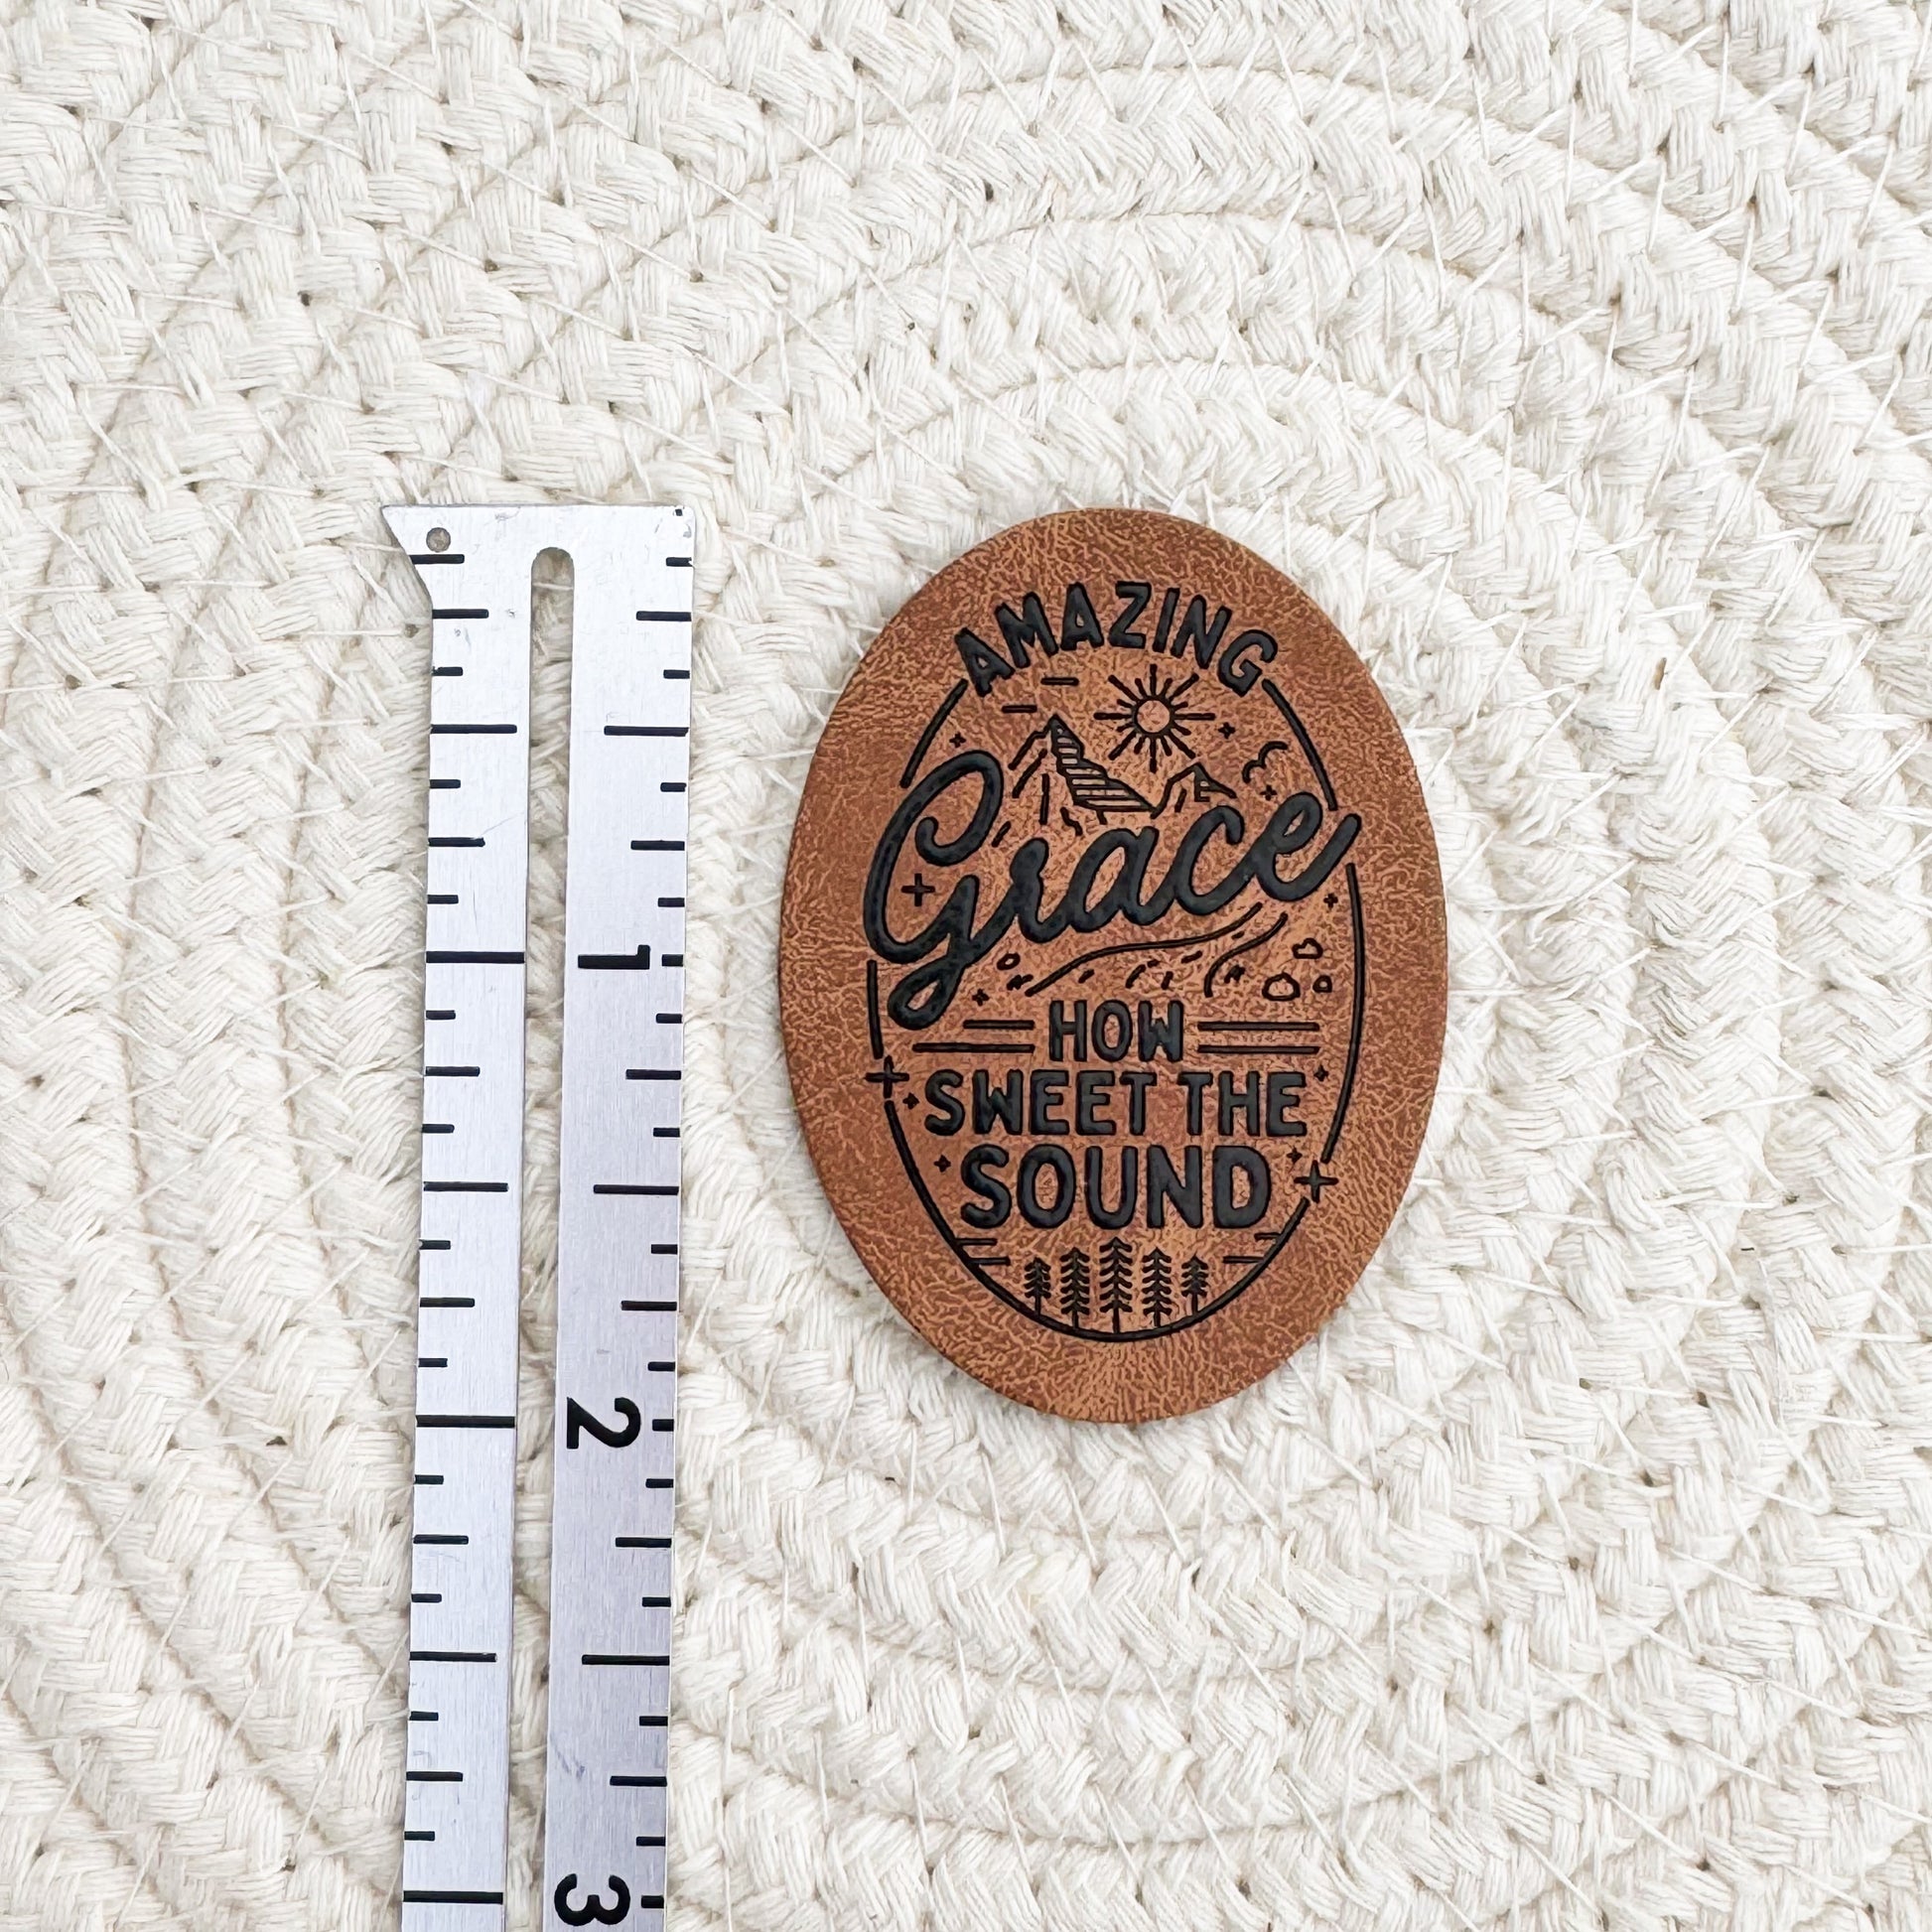 AMAZING
Grace
HOW
SWEET THE
SOUND
1
2
3